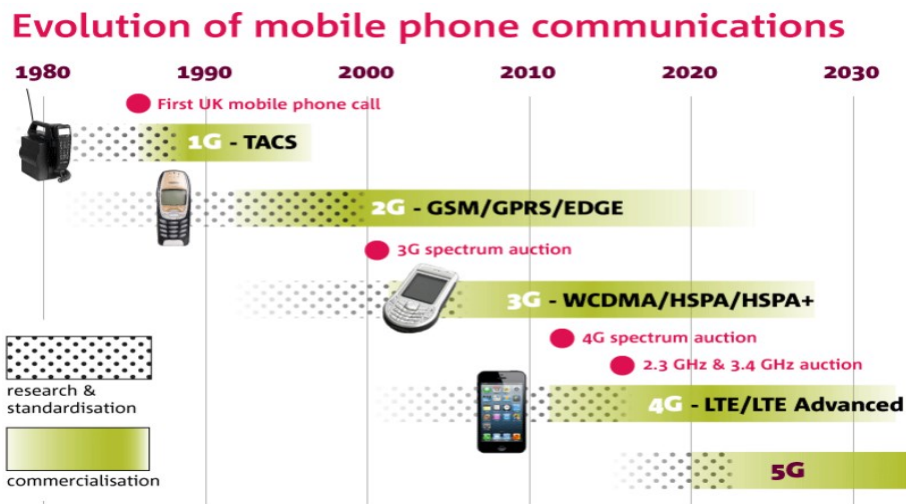 Evolution of mobile phone communications
1980 1990 2000 2010 2020 2030
First UK mobile phone call
1G - TACS
2G - GSM/GPRS/EDGE
3G spectrum auction
3G - WCDMA/HSPA/HSPA+
4G spectrum auction
2.3 GHz & 3.4 GHz auction
4G - LTE/LTE Advanced
5G
research &
standardisation
commercialisation